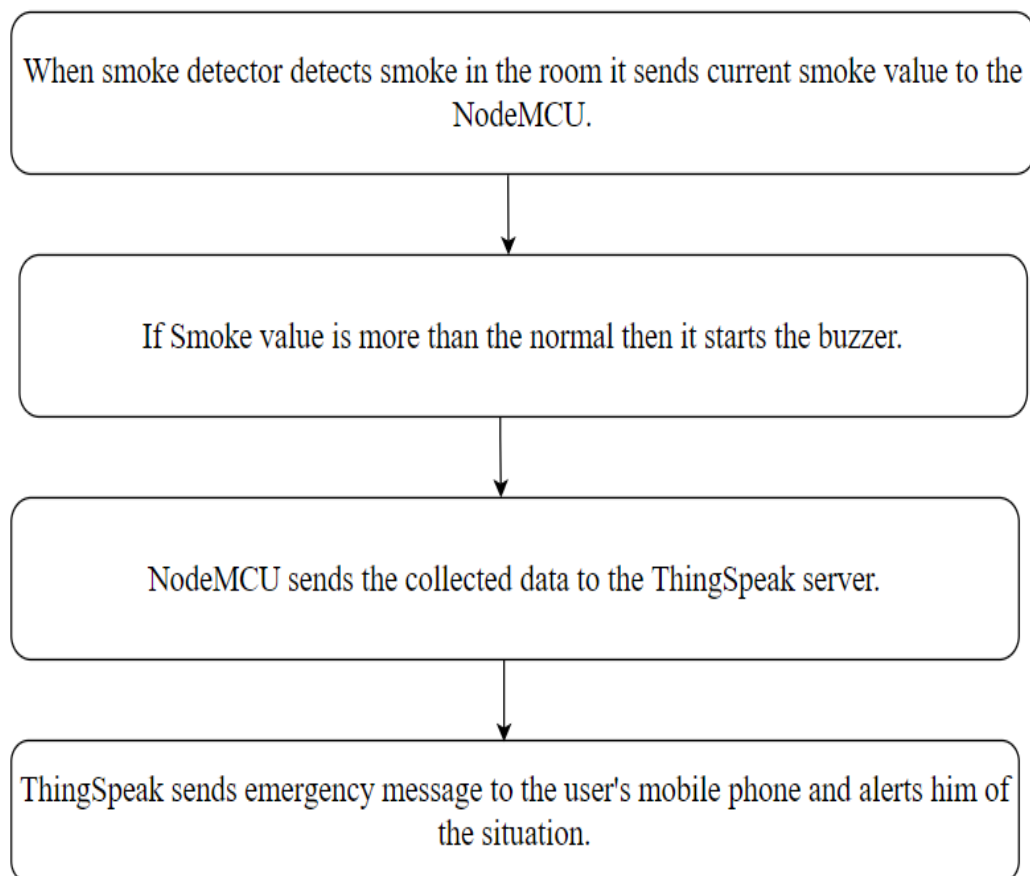 When smoke detector detects smoke in the room it sends current smoke value to the
NodeMCU.
If Smoke value is more than the normal then it starts the buzzer.
NodeMCU sends the collected data to the ThingSpeak server.
ThingSpeak sends emergency message to the user's mobile phone and alerts him of
the situation.